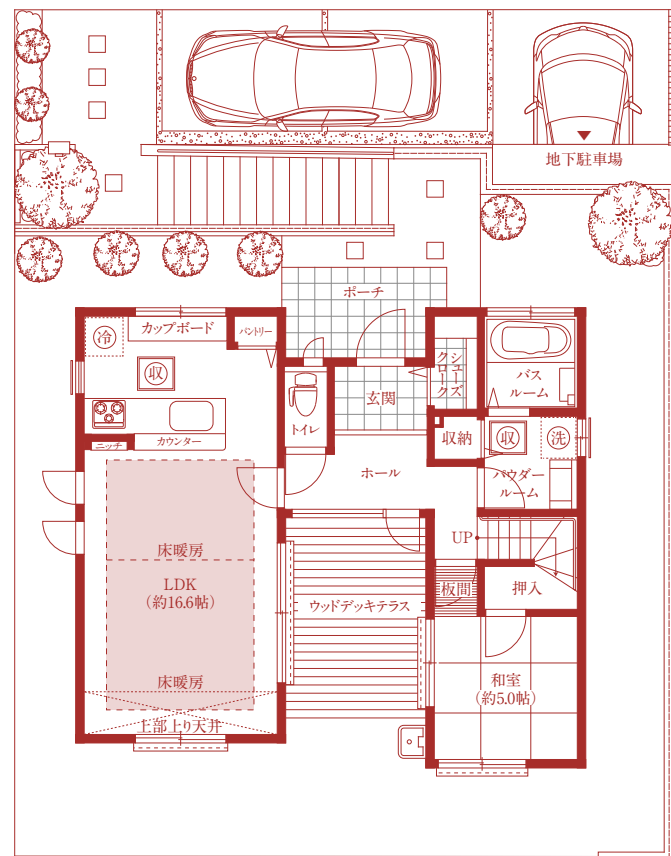 地下駐車場
ポーチ
カップボード
パントリー
冷
収
シューズ
クローク
バス
ルーム
玄関
トイレ
収納
収
洗
ニッチ
カウンター
ホール
パウダー
ルーム
UP
床暖房
LDK
(約16.6帖)
ウッドデッキテラス
板間
押入
床暖房
和室
(約5.0帖)
上部上り天井